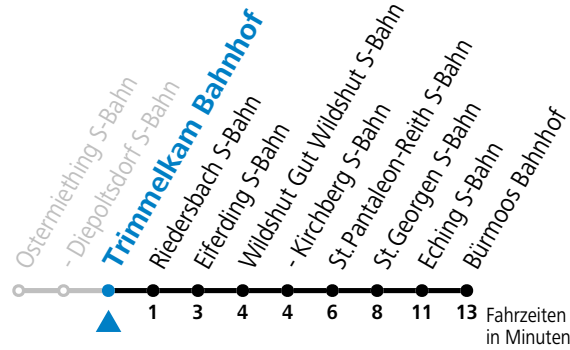 Ostermiething S-Bahn
- Diepoltsdorf S-Bahn
Trimmelkam Bahnhof
Riedersbach S-Bahn
Eiferding S-Bahn
Wildshut Gut Wildshut S-Bahn
- Kirchberg S-Bahn
St.Pantaleon-Reith S-Bahn
St.Georgen S-Bahn
Eching S-Bahn
Bürmoos Bahnhof
1 3 4 4 6 8 11 13 Fahrzeiten
in Minuten